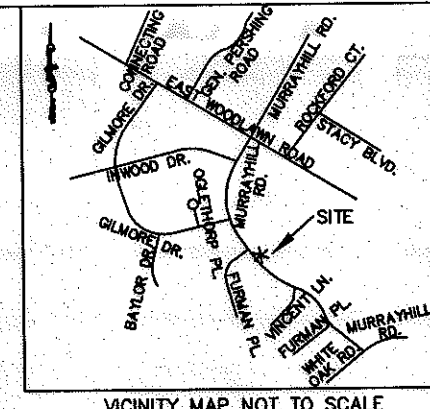 CONNECTING
ROAD
GEN. PERSHING
ROAD
MURRAYHILL RD.
ROCKFORD CT.
STACY BLVD.
EAST WOODLAWN ROAD
GILMORE DR.
INWOOD DR.
OGLETHORP PL.
MURRAYHILL
RD.
SITE
GILMORE DR.
BAYLOR DR.
FURMAN PL.
VINCENT LN.
FURMAN PL.
MURRAYHILL
RD.
WHITE
OAK RD.
VICINITY MAP NOT TO SCALE